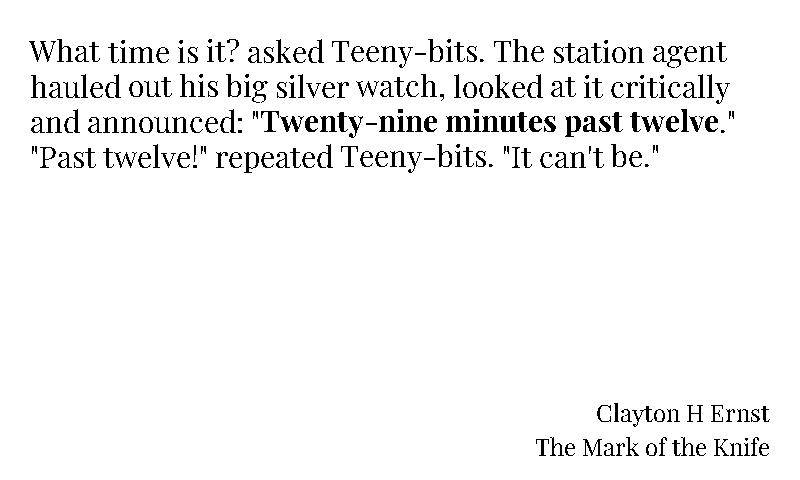 What time is it? asked Teeny-bits. The station agent
hauled out his big silver watch, looked at it critically
and announced: "Twenty-nine minutes past twelve."
"Past twelve!" repeated Teeny-bits. "It can't be."
Clayton H Ernst
The Mark of the Knife